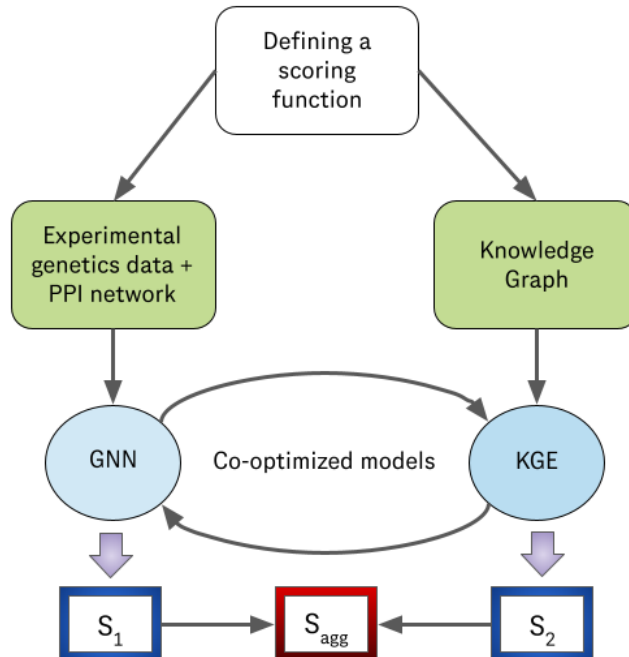 Defining a
scoring
function
Experimental
genetics data +
PPI network
Knowledge
Graph
GNN
Co-optimized models
KGE
S₁
Sagg
S₂